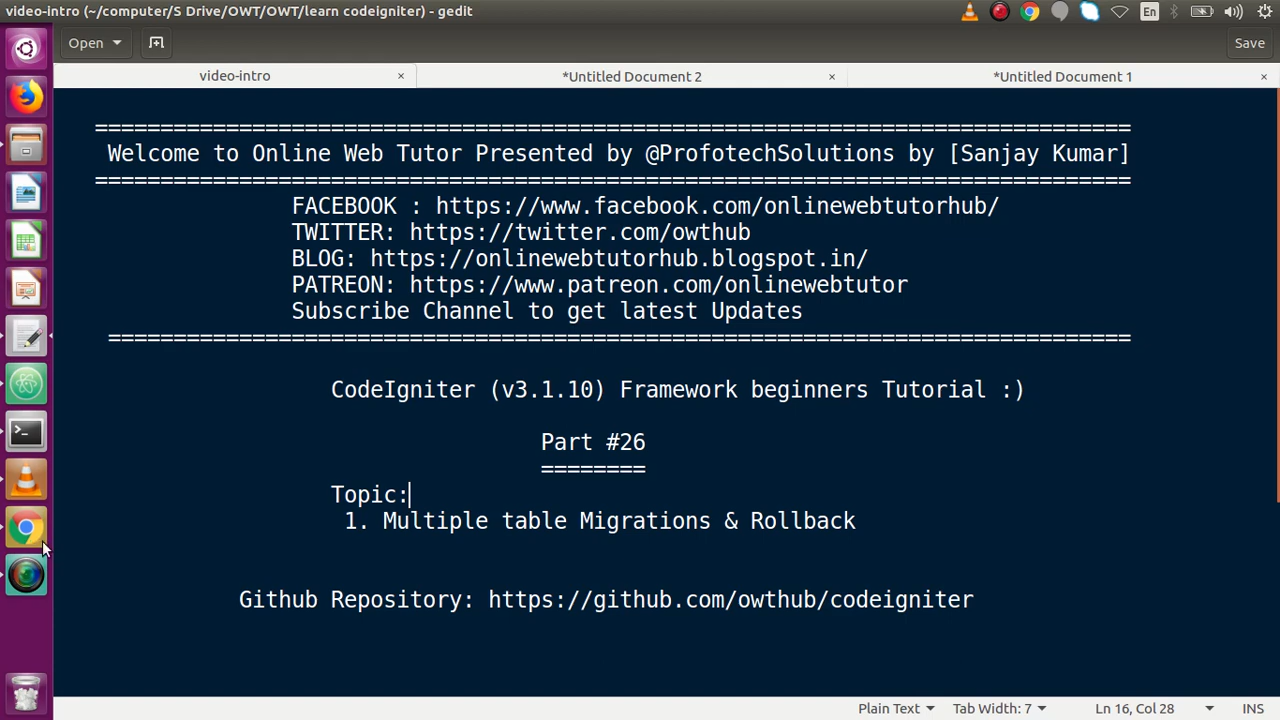 video-intro (~/computer/S Drive/OWT/OWT/learn codeigniter) - gedit
En
Open
Save
video-intro × *Untitled Document 2 × *Untitled Document 1 ×
===============================================================================
Welcome to Online Web Tutor Presented by @ProfotechSolutions by [Sanjay Kumar]
===============================================================================
FACEBOOK : https://www.facebook.com/onlinewebtutorhub/
TWITTER: https://twitter.com/owthub
BLOG: https://onlinewebtutorhub.blogspot.in/
PATREON: https://www.patreon.com/onlinewebtutor
Subscribe Channel to get latest Updates
==============================================================================
CodeIgniter (v3.1.10) Framework beginners Tutorial :)
Part #26
========
Topic:
1. Multiple table Migrations & Rollback
Github Repository: https://github.com/owthub/codeigniter
Plain Text Tab Width: 7 Ln 16, Col 28 INS